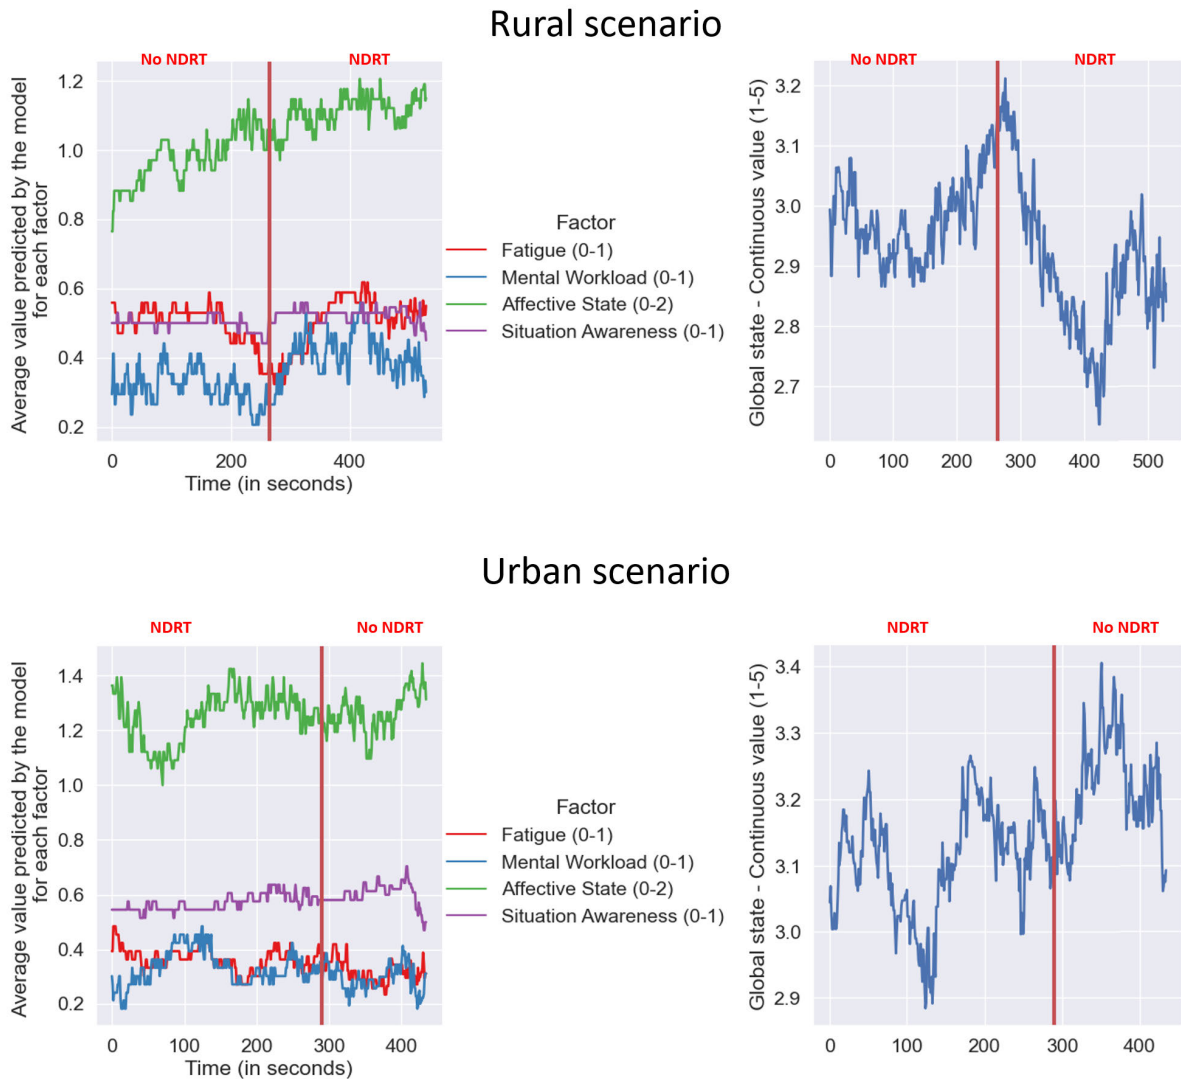 Rural scenario
No NDRT
NDRT
Average value predicted by the model
for each factor
1.2
1.0
0.8
0.6
0.4
0.2
0
200
400
Time (in seconds)
Factor
Fatigue (0-1)
Mental Workload (0-1)
Affective State (0-2)
Situation Awareness (0-1)
No NDRT
NDRT
Global state - Continuous value (1-5)
3.2
3.1
3.0
2.9
2.8
2.7
0
100
200
300
400
500
Urban scenario
NDRT
No NDRT
Average value predicted by the model
for each factor
1.4
1.2
1.0
0.8
0.6
0.4
0.2
0
100
200
300
400
Time (in seconds)
Factor
Fatigue (0-1)
Mental Workload (0-1)
Affective State (0-2)
Situation Awareness (0-1)
NDRT
No NDRT
Global state - Continuous value (1-5)
3.4
3.3
3.2
3.1
3.0
2.9
0
100
200
300
400